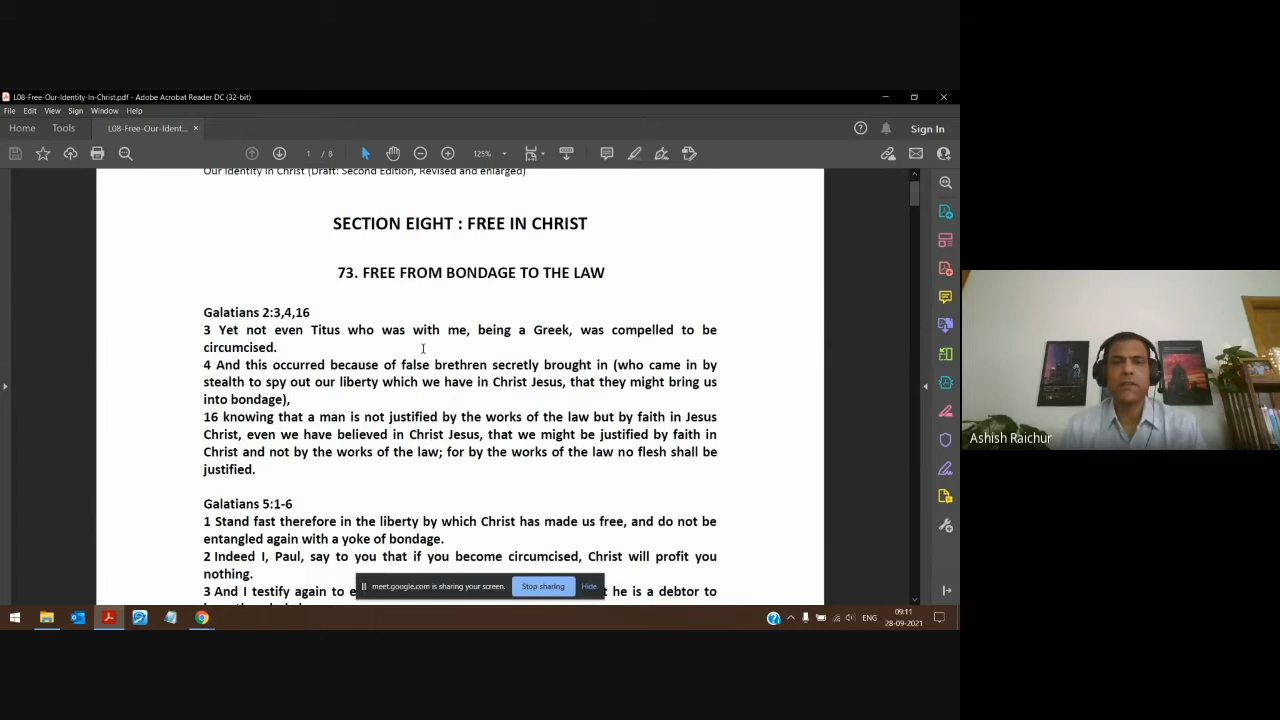 L08-Free-Our-Identity-In-Christ.pdf - Adobe Acrobat Reader DC (32-bit)
File Edit View Sign Window Help
Home Tools L08-Free-Our-Ident... × Sign In
1 / 8 125%
Our Identity In Christ (Draft: Second Edition, Revised and enlarged)
SECTION EIGHT : FREE IN CHRIST
73. FREE FROM BONDAGE TO THE LAW
Galatians 2:3,4,16
3 Yet not even Titus who was with me, being a Greek, was compelled to be
circumcised.
4 And this occurred because of false brethren secretly brought in (who came in by
stealth to spy out our liberty which we have in Christ Jesus, that they might bring us
into bondage),
16 knowing that a man is not justified by the works of the law but by faith in Jesus
Christ, even we have believed in Christ Jesus, that we might be justified by faith in
Christ and not by the works of the law; for by the works of the law no flesh shall be
justified.
Galatians 5:1-6
1 Stand fast therefore in the liberty by which Christ has made us free, and do not be
entangled again with a yoke of bondage.
2 Indeed I, Paul, say to you that if you become circumcised, Christ will profit you
nothing.
3 And I testify again to e
t he is a debtor to
meet.google.com is sharing your screen. Stop sharing Hide
Ashish Raichur
ENG
09:11
28-09-2021